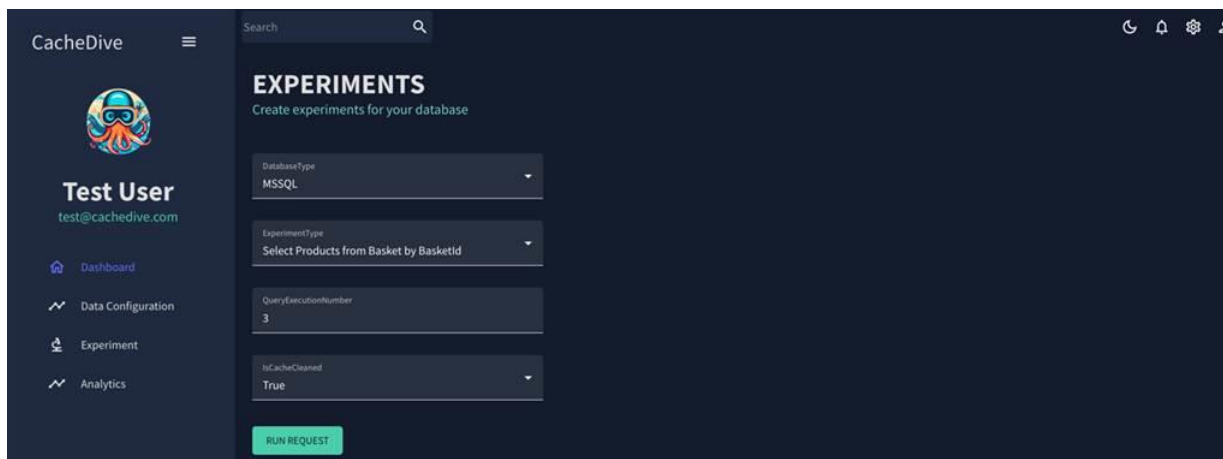 CacheDive
Search
Test User
test@cachedive.com
Dashboard
Data Configuration
Experiment
Analytics
EXPERIMENTS
Create experiments for your database
DatabaseType
MSSQL
ExperimentType
Select Products from Basket by BasketId
QueryExecutionNumber
3
IsCacheCleaned
True
RUN REQUEST